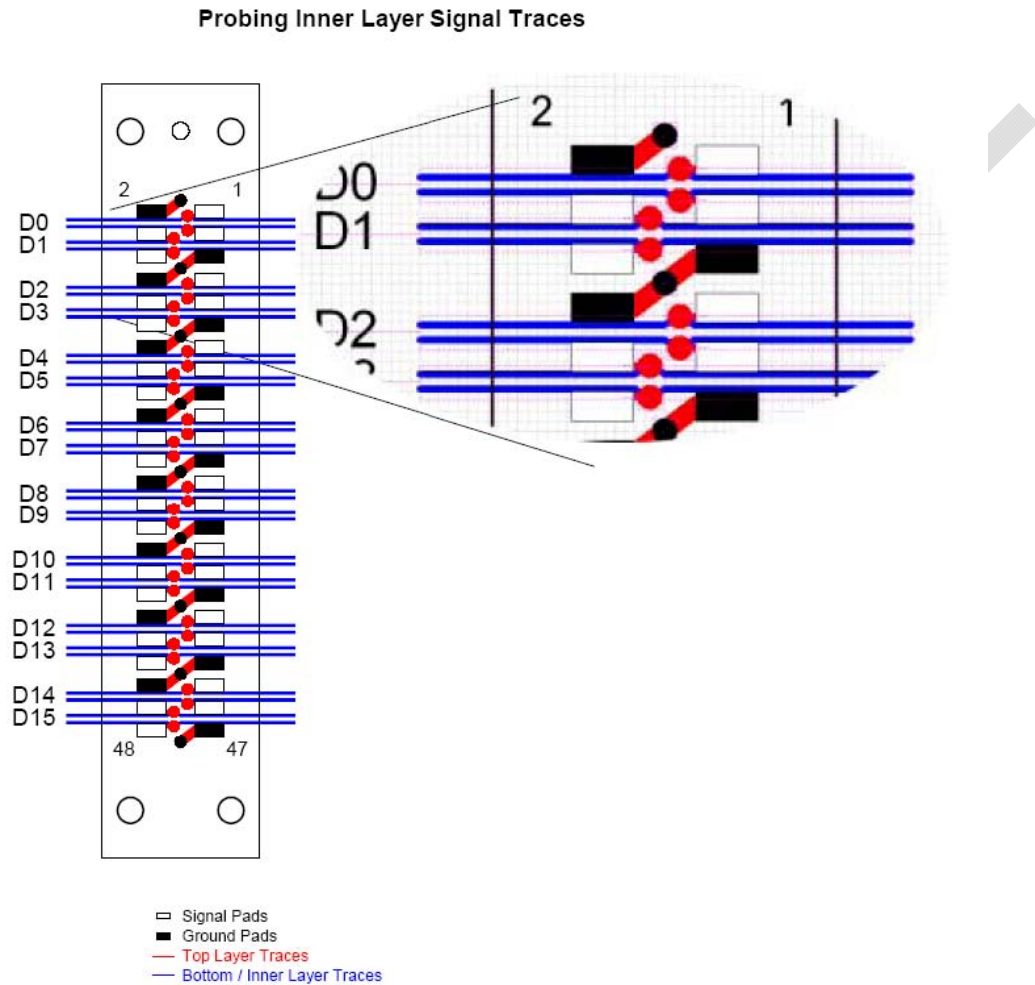 Probing Inner Layer Signal Traces
2 1
D0
D1
D2
D3
D4
D5
D6
D7
D8
D9
D10
D11
D12
D13
D14
D15
48 47
2 1
D0
D1
D2
Signal Pads
Ground Pads
Top Layer Traces
Bottom / Inner Layer Traces